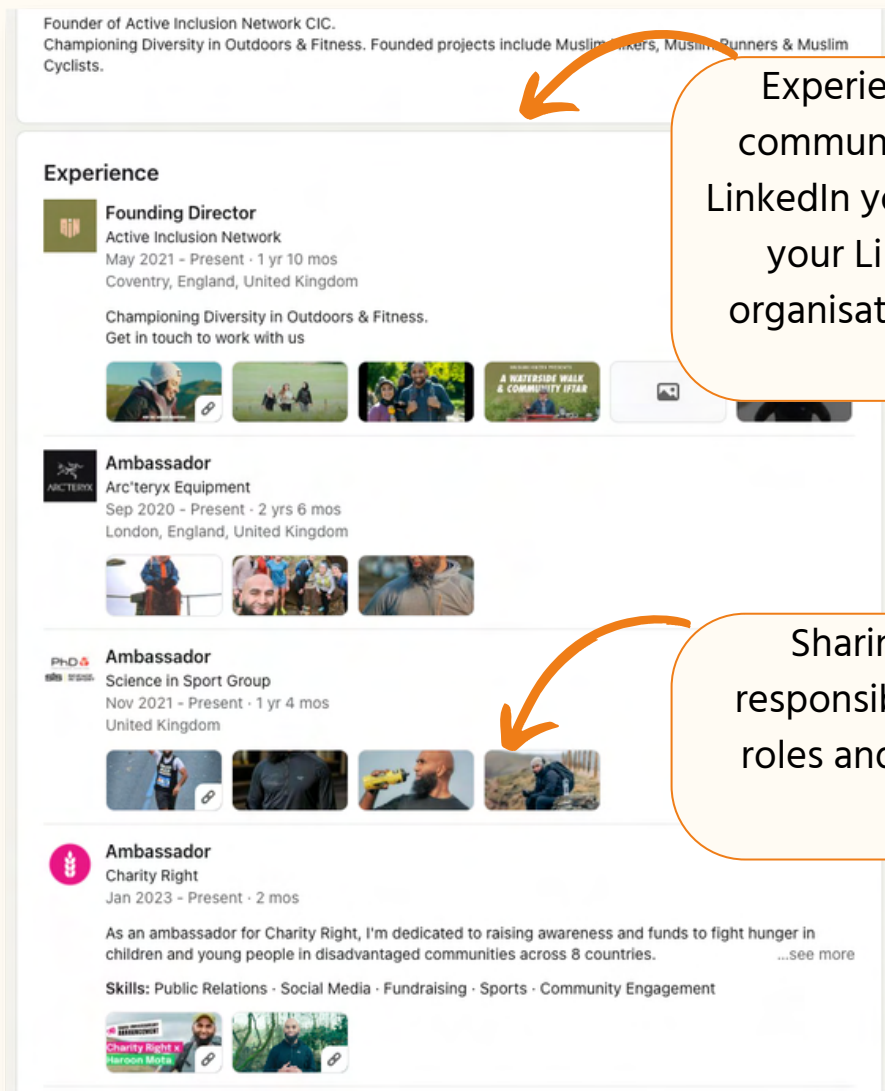 Founder of Active Inclusion Network CIC.
Championing Diversity in Outdoors & Fitness. Founded projects include Muslim Hikers, Muslim Runners & Muslim
Cyclists.
Experie
commun
LinkedIn yo
your Li
organisat
Experience
Founding Director
Active Inclusion Network
May 2021 - Present · 1 yr 10 mos
Coventry, England, United Kingdom
Championing Diversity in Outdoors & Fitness.
Get in touch to work with us
A WATERSIDE WALK
& COMMUNITY IFTAR
ARC'TERYX
Ambassador
Arc'teryx Equipment
Sep 2020 - Present · 2 yrs 6 mos
London, England, United Kingdom
Sharin
responsib
roles and
PhD
sis
Ambassador
Science in Sport Group
Nov 2021 - Present · 1 yr 4 mos
United Kingdom
Ambassador
Charity Right
Jan 2023 - Present · 2 mos
As an ambassador for Charity Right, I'm dedicated to raising awareness and funds to fight hunger in
children and young people in disadvantaged communities across 8 countries. ...see more
Skills: Public Relations · Social Media · Fundraising · Sports · Community Engagement
Charity Right x
Haroon Mota